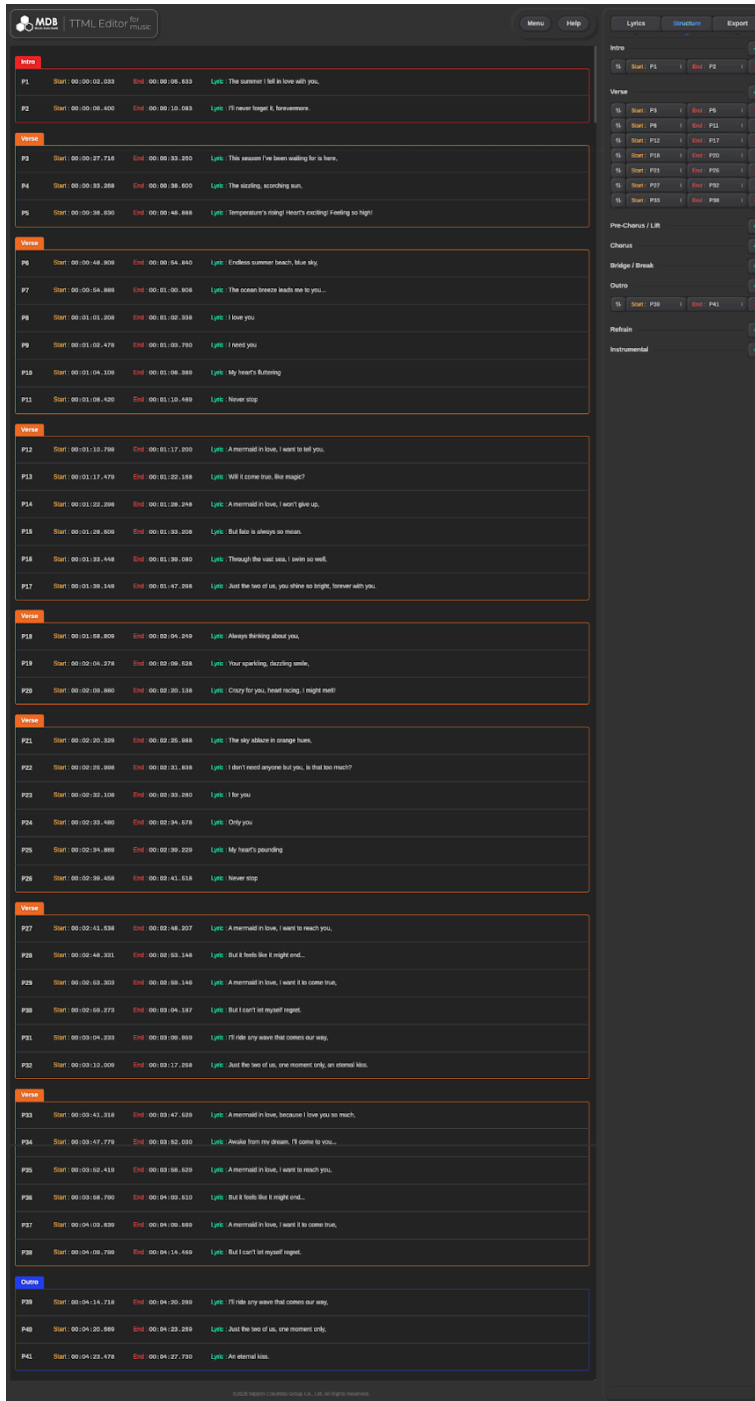 MDB TTML Editor for music
Menu Help
Lyrics Structure Export
Intro
P1 Start : 00:00:02.033 End : 00:00:06.833 Lyric : The summer I fell in love with you,
P2 Start : 00:00:08.400 End : 00:00:10.083 Lyric : I'll never forget it, forevermore.
Verse
P3 Start : 00:00:27.716 End : 00:00:33.250 Lyric : This season I've been waiting for is here,
P4 Start : 00:00:33.268 End : 00:00:38.600 Lyric : The sizzling, scorching sun,
P5 Start : 00:00:38.630 End : 00:00:48.888 Lyric : Temperature's rising! Heart's exciting! Feeling so high!
Verse
P6 Start : 00:00:48.909 End : 00:00:54.840 Lyric : Endless summer beach, blue sky,
P7 Start : 00:00:54.889 End : 00:01:00.908 Lyric : The ocean breeze leads me to you...
P8 Start : 00:01:01.208 End : 00:01:02.338 Lyric : I love you
P9 Start : 00:01:02.479 End : 00:01:03.760 Lyric : I need you
P10 Start : 00:01:04.109 End : 00:01:08.389 Lyric : My heart's fluttering
P11 Start : 00:01:08.420 End : 00:01:10.469 Lyric : Never stop
Verse
P12 Start : 00:01:10.798 End : 00:01:17.200 Lyric : A mermaid in love, I want to tell you,
P13 Start : 00:01:17.479 End : 00:01:22.188 Lyric : Will it come true, like magic?
P14 Start : 00:01:22.298 End : 00:01:28.248 Lyric : A mermaid in love, I won't give up,
P15 Start : 00:01:28.509 End : 00:01:33.208 Lyric : But fate is always so mean.
P16 Start : 00:01:33.448 End : 00:01:39.080 Lyric : Through the vast sea, I swim so well,
P17 Start : 00:01:39.149 End : 00:01:47.298 Lyric : Just the two of us, you shine so bright, forever with you.
Verse
P18 Start : 00:01:58.809 End : 00:02:04.249 Lyric : Always thinking about you,
P19 Start : 00:02:04.278 End : 00:02:09.528 Lyric : Your sparkling, dazzling smile,
P20 Start : 00:02:09.880 End : 00:02:20.138 Lyric : Crazy for you, heart racing, I might melt!
Verse
P21 Start : 00:02:20.329 End : 00:02:25.988 Lyric : The sky ablaze in orange hues,
P22 Start : 00:02:25.998 End : 00:02:31.838 Lyric : I don't need anyone but you, is that too much?
P23 Start : 00:02:32.108 End : 00:02:33.280 Lyric : I for you
P24 Start : 00:02:33.480 End : 00:02:34.578 Lyric : Only you
P25 Start : 00:02:34.869 End : 00:02:39.229 Lyric : My heart's pounding
P26 Start : 00:02:39.458 End : 00:02:41.518 Lyric : Never stop
Verse
P27 Start : 00:02:41.538 End : 00:02:48.207 Lyric : A mermaid in love, I want to reach you,
P28 Start : 00:02:48.331 End : 00:02:53.148 Lyric : But it feels like it might end...
P29 Start : 00:02:53.303 End : 00:02:59.146 Lyric : A mermaid in love, I want it to come true,
P30 Start : 00:02:59.273 End : 00:03:04.187 Lyric : But I can't let myself regret.
P31 Start : 00:03:04.233 End : 00:03:09.869 Lyric : I'll ride any wave that comes our way,
P32 Start : 00:03:10.009 End : 00:03:17.258 Lyric : Just the two of us, one moment only, an eternal kiss.
Verse
P33 Start : 00:03:41.318 End : 00:03:47.529 Lyric : A mermaid in love, because I love you so much,
P34 Start : 00:03:47.779 End : 00:03:52.030 Lyric : Awake from my dream, I'll come to you...
P35 Start : 00:03:52.419 End : 00:03:58.529 Lyric : A mermaid in love, I want to reach you,
P36 Start : 00:03:58.700 End : 00:04:03.510 Lyric : But it feels like it might end...
P37 Start : 00:04:03.639 End : 00:04:09.569 Lyric : A mermaid in love, I want it to come true,
P38 Start : 00:04:09.799 End : 00:04:14.499 Lyric : But I can't let myself regret.
Outro
P39 Start : 00:04:14.718 End : 00:04:20.289 Lyric : I'll ride any wave that comes our way,
P40 Start : 00:04:20.569 End : 00:04:23.259 Lyric : Just the two of us, one moment only,
P41 Start : 00:04:23.478 End : 00:04:27.730 Lyric : An eternal kiss.
Intro
Start : P1 End : P2
Verse
Start : P3 End : P5
Start : P6 End : P11
Start : P12 End : P17
Start : P18 End : P20
Start : P21 End : P26
Start : P27 End : P32
Start : P33 End : P38
Pre-Chorus / Lift
Chorus
Bridge / Break
Outro
Start : P39 End : P41
Refrain
Instrumental